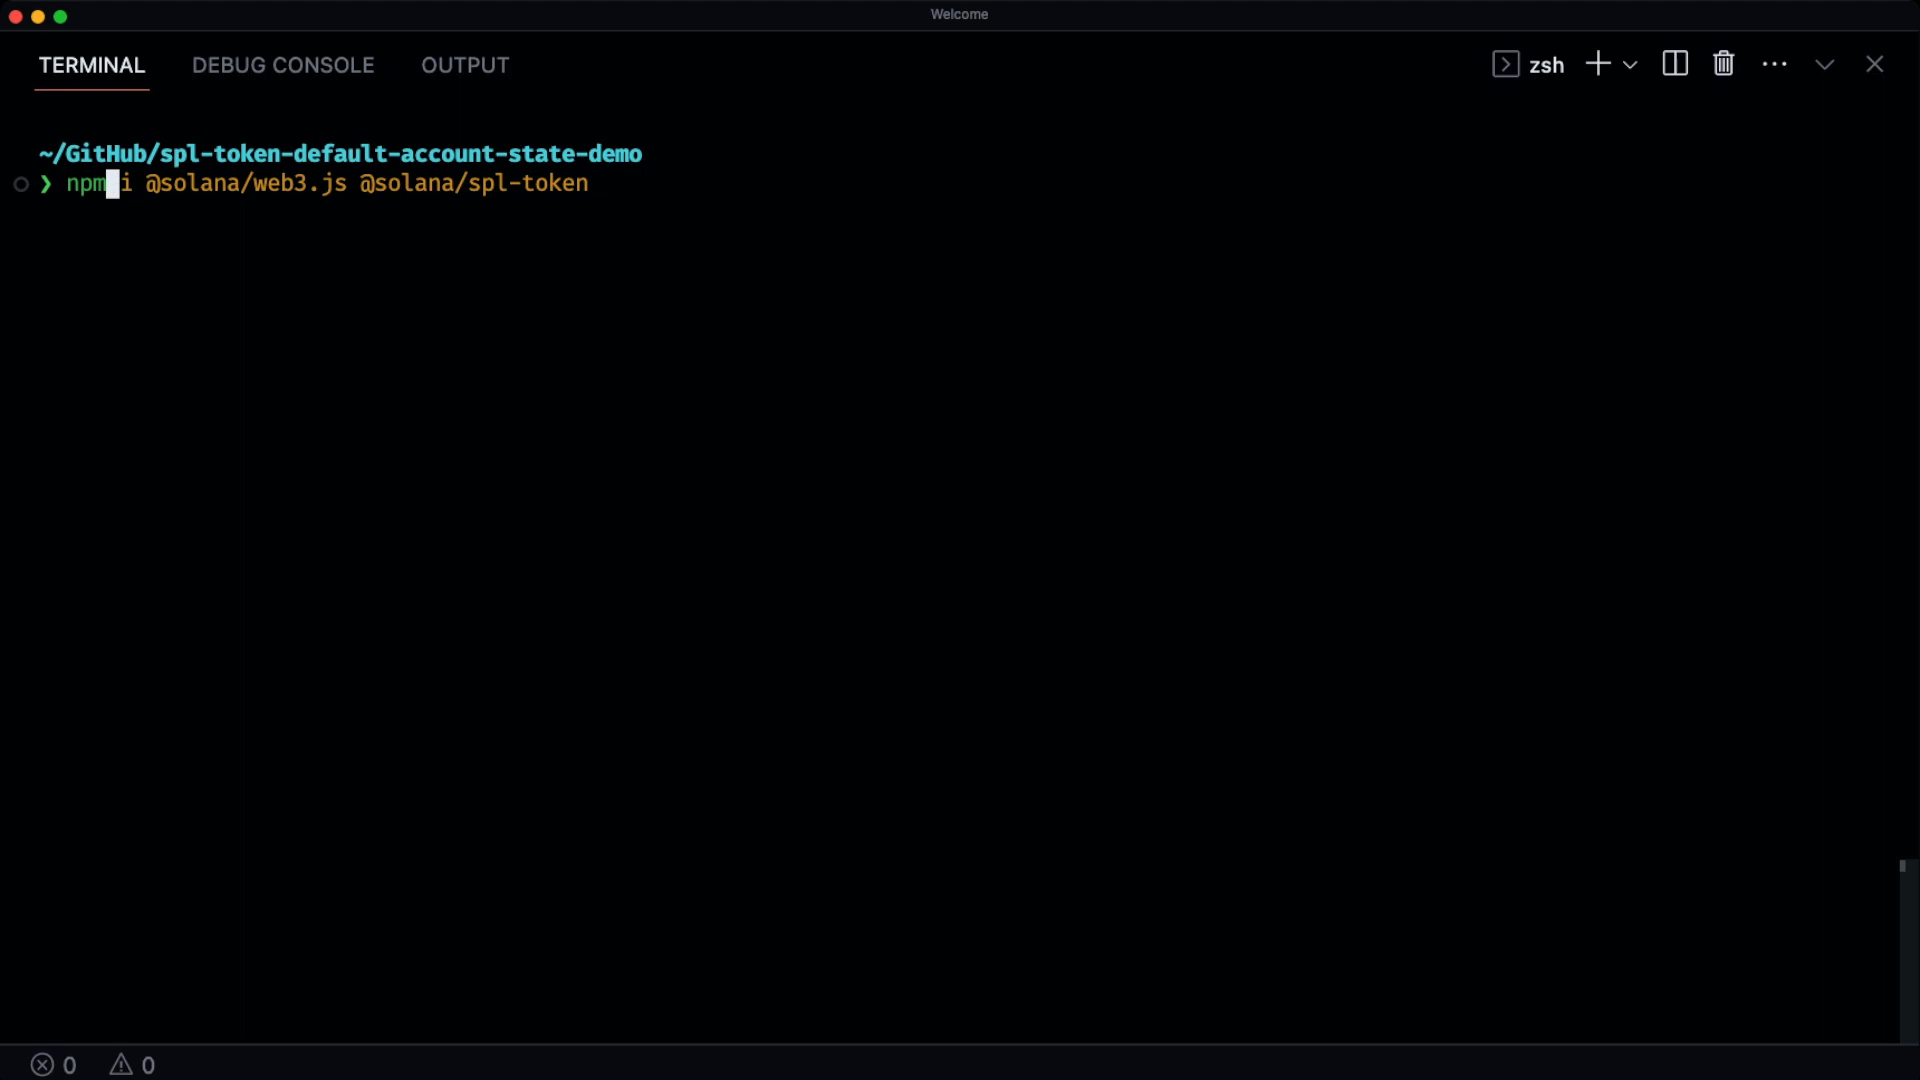 Welcome
TERMINAL DEBUG CONSOLE OUTPUT zsh
~/GitHub/spl-token-default-account-state-demo
❯ npm i @solana/web3.js @solana/spl-token
0 0